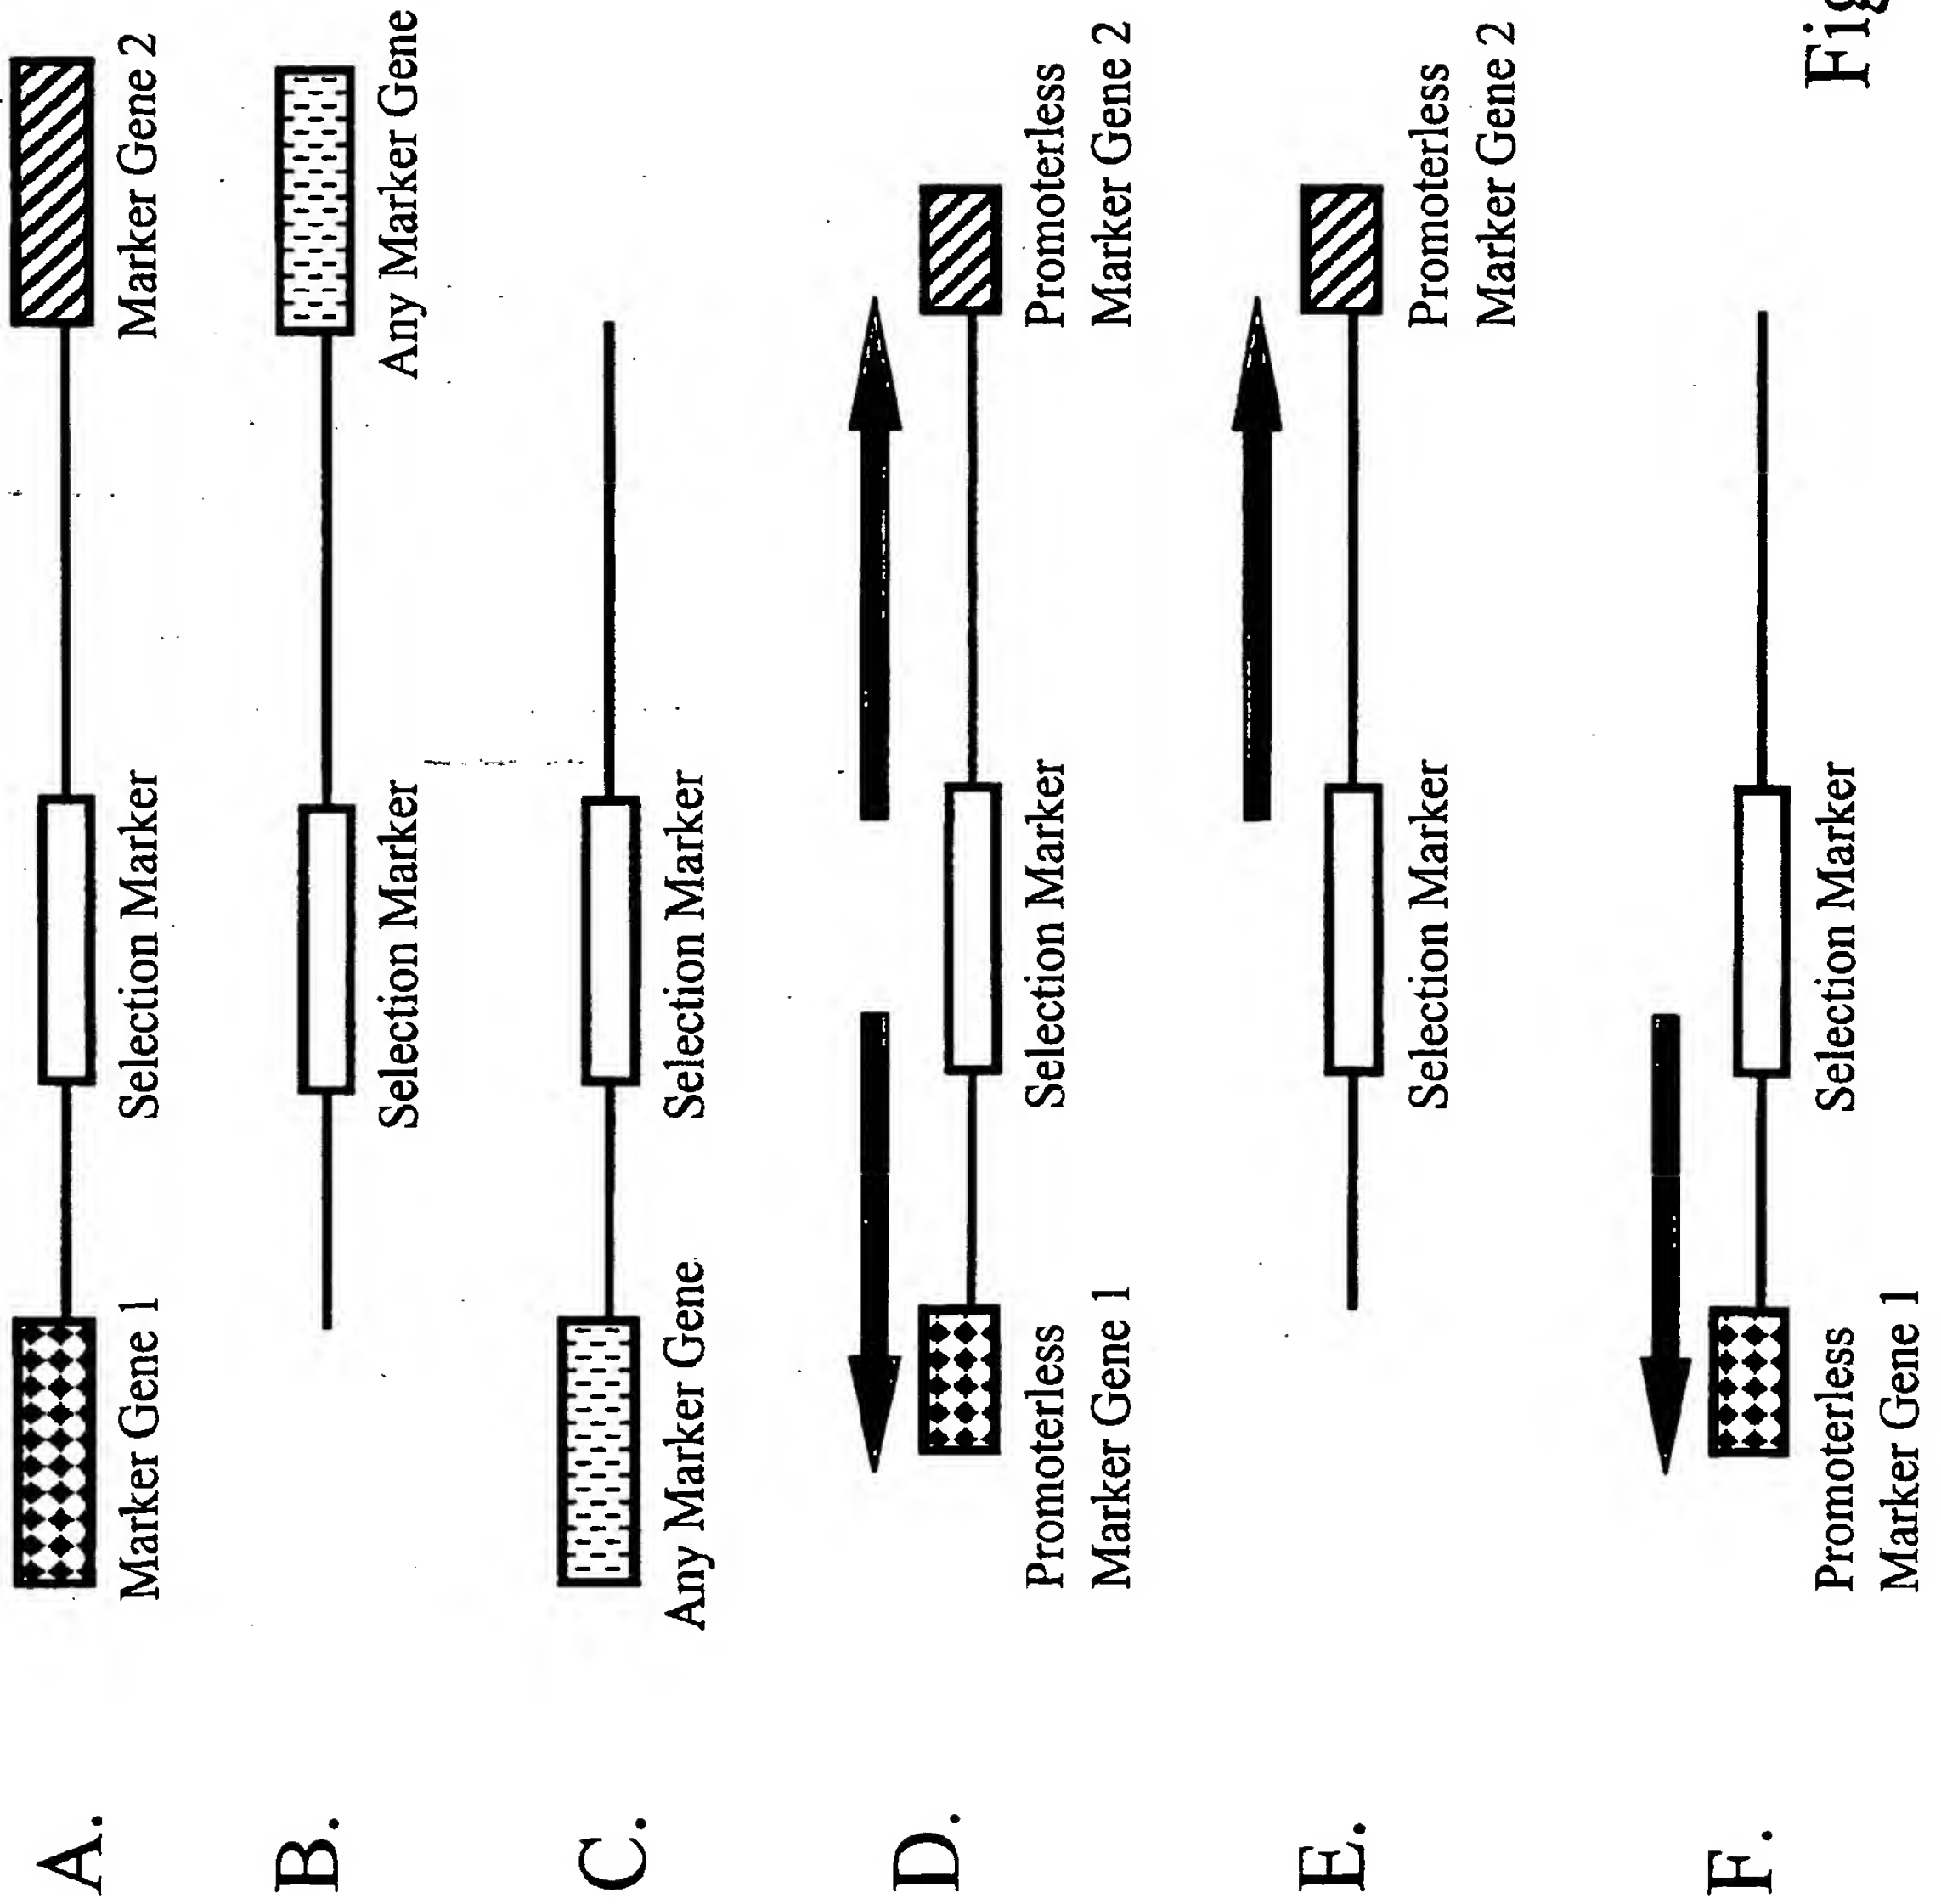 A.
Marker Gene 1
Selection Marker
Marker Gene 2
B.
Selection Marker
Any Marker Gene
C.
Any Marker Gene
Selection Marker
D.
Promoterless
Marker Gene 1
Selection Marker
Promoterless
Marker Gene 2
E.
Selection Marker
Promoterless
Marker Gene 2
F.
Promoterless
Marker Gene 1
Selection Marker